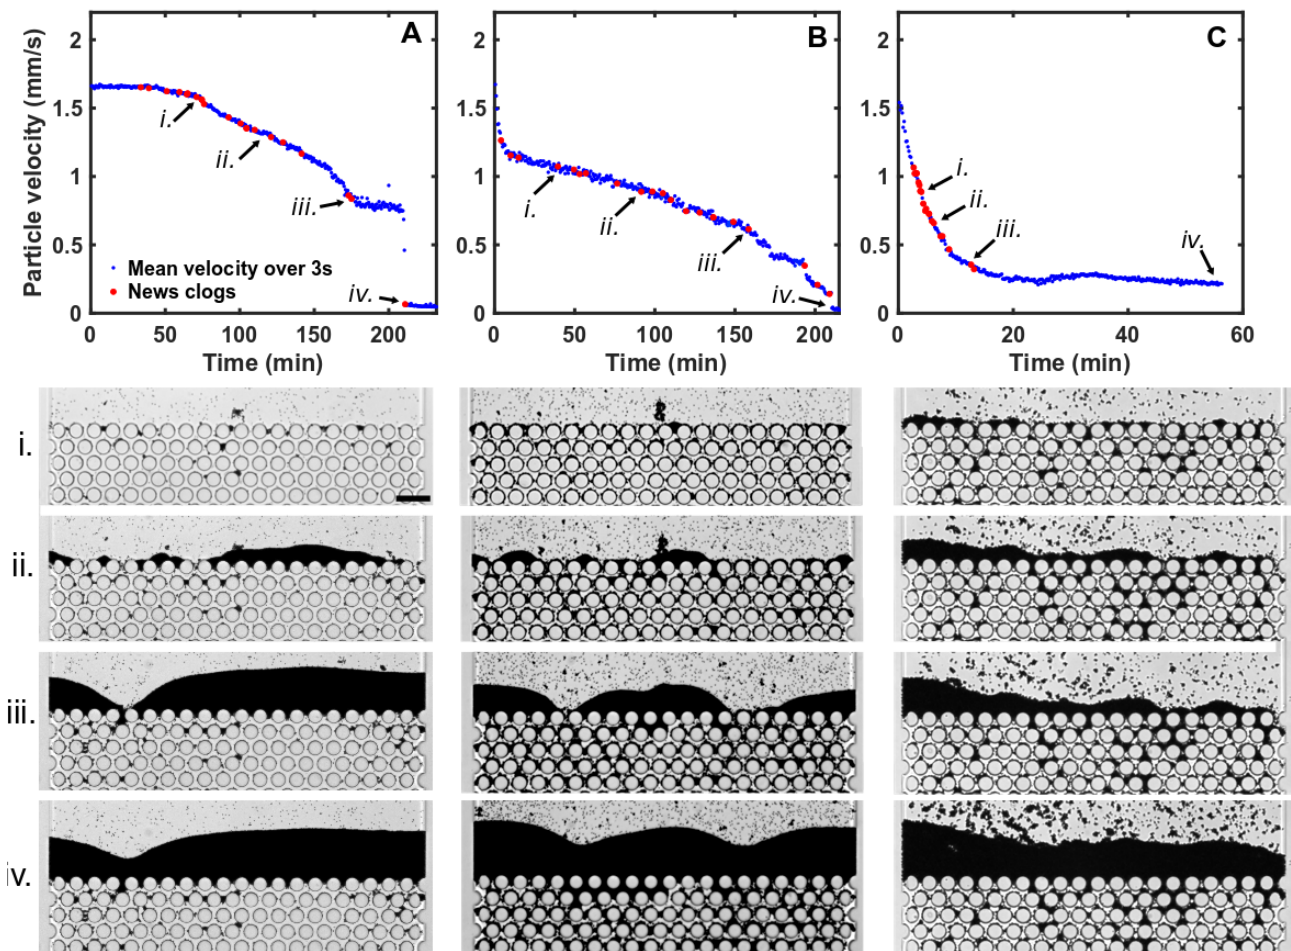 A
B
C
Particle velocity (mm/s)
2
1.5
1
0.5
0
i.
ii.
iii.
iv.
Mean velocity over 3s
News clogs
0
50
100
150
200
Time (min)
2
1.5
1
0.5
0
i.
ii.
iii.
iv.
0
50
100
150
200
Time (min)
2
1.5
1
0.5
0
i.
ii.
iii.
iv.
0
20
40
60
Time (min)
i.
ii.
iii.
iv.